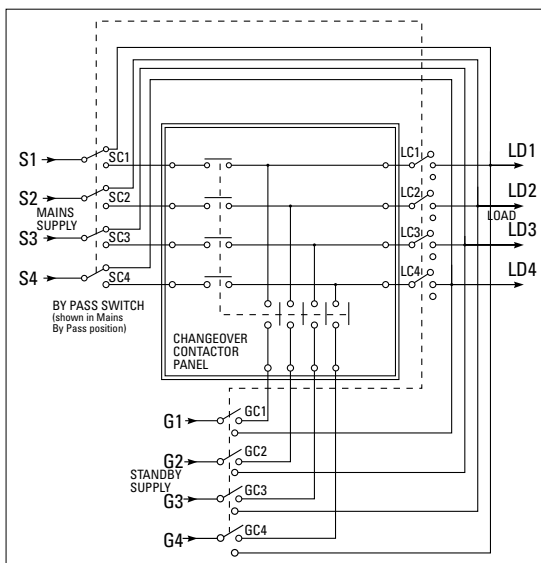 S1
SC1
LC1
LD1
S2
SC2
LC2
LD2
MAINS
SUPPLY
LOAD
S3
SC3
LC3
LD3
S4
SC4
LC4
LD4
BY PASS SWITCH
(shown in Mains
By Pass position)
CHANGEOVER
CONTACTOR
PANEL
G1
GC1
G2
GC2
STANDBY
SUPPLY
G3
GC3
G4
GC4